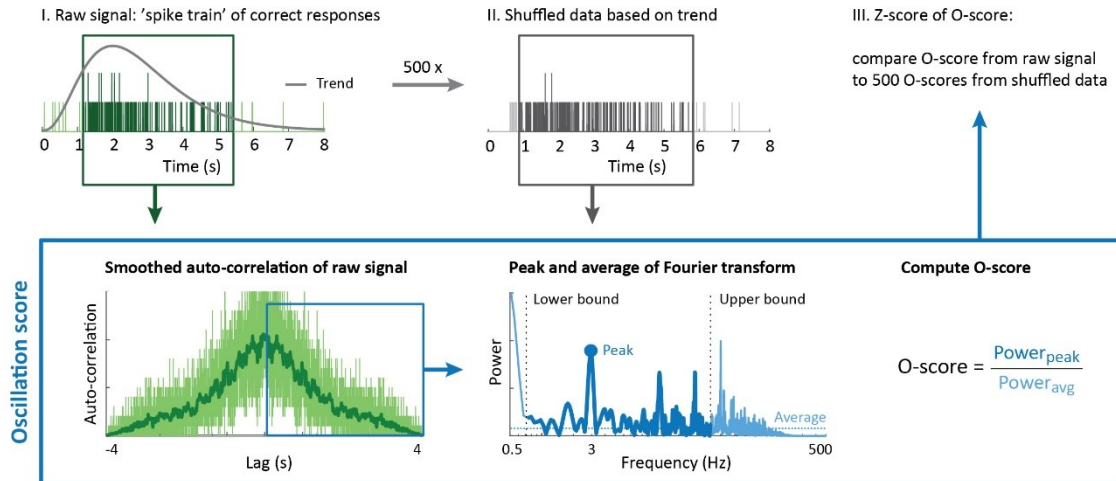 I. Raw signal: ’spike train’ of correct responses
Trend
0 1 2 3 4 5 6 7 8
Time (s)
500 x
II. Shuffled data based on trend
0 1 2 3 4 5 6 7 8
Time (s)
III. Z-score of O-score:
compare O-score from raw signal
to 500 O-scores from shuffled data
Oscillation score
Smoothed auto-correlation of raw signal
Auto-correlation
-4 4
Lag (s)
Peak and average of Fourier transform
Lower bound
Upper bound
Peak
Power
Average
0.5 3 500
Frequency (Hz)
Compute O-score
O-score = Powerpeak
Poweravg